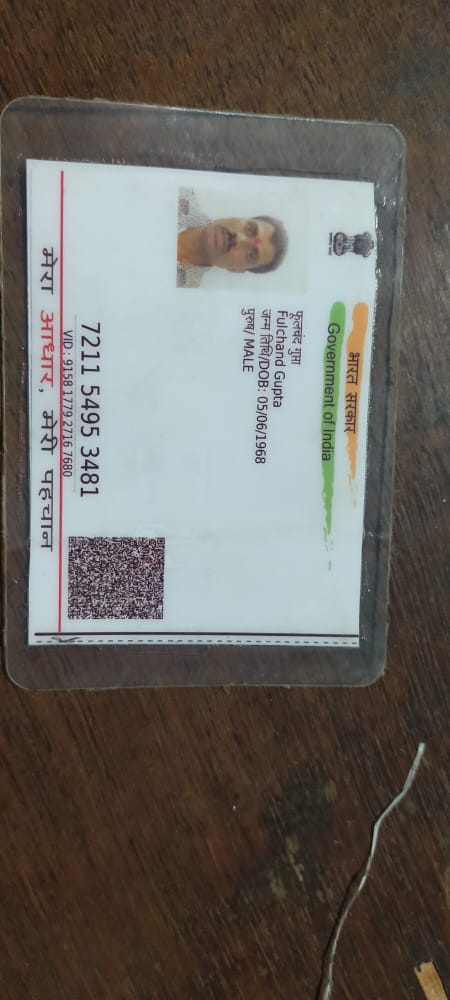 भारत सरकार
Government of India
फूलचंद गुप्ता
Fulchand Gupta
जन्म तिथि/DOB: 05/06/1968
पुरुष/ MALE
7211 5495 3481
VID : 9158 1779 2716 7680
मेरा आधार, मेरी पहचान